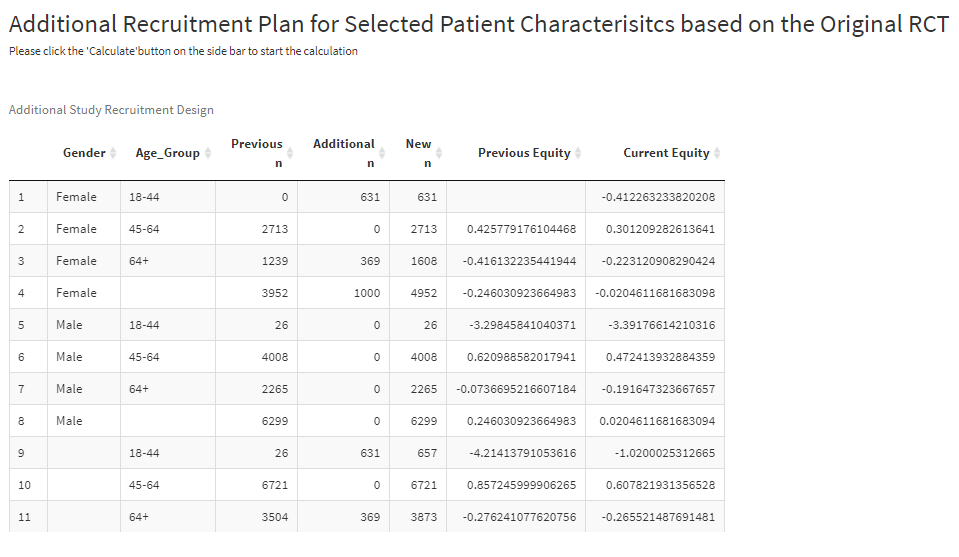 Additional Recruitment Plan for Selected Patient Characterisitcs based on the Original RCT
Please click the 'Calculate'button on the side bar to start the calculation
Additional Study Recruitment Design
Gender Age_Group Previous n Additional n New n Previous Equity Current Equity
1 Female 18-44 0 631 631 -0.412263233820208
2 Female 45-64 2713 0 2713 0.425779176104468 0.301209282613641
3 Female 64+ 1239 369 1608 -0.416132235441944 -0.223120908290424
4 Female 3952 1000 4952 -0.246030923664983 -0.0204611681683098
5 Male 18-44 26 0 26 -3.29845841040371 -3.39176614210316
6 Male 45-64 4008 0 4008 0.620988582017941 0.472413932884359
7 Male 64+ 2265 0 2265 -0.0736695216607184 -0.191647323667657
8 Male 6299 0 6299 0.246030923664983 0.0204611681683094
9 18-44 26 631 657 -4.21413791053616 -1.0200025312665
10 45-64 6721 0 6721 0.857245999906265 0.607821931356528
11 64+ 3504 369 3873 -0.276241077620756 -0.265521487691481